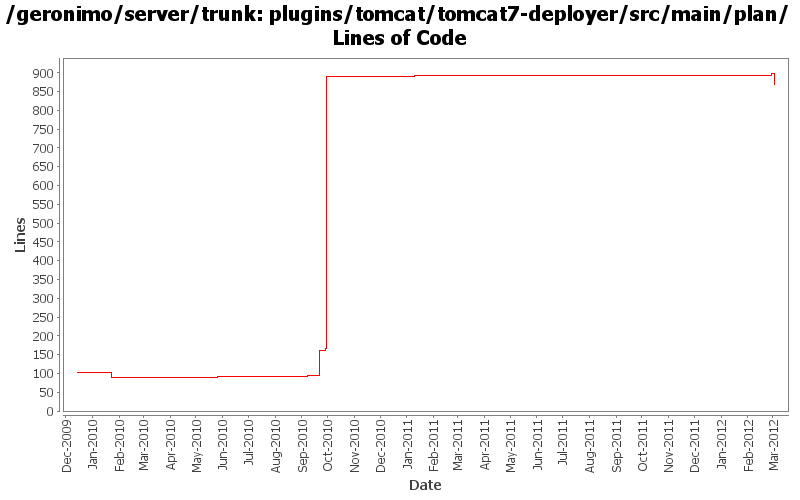 /geronimo/server/trunk: plugins/tomcat/tomcat7-deployer/src/main/plan/
Lines of Code
900
850
800
750
700
650
600
550
500
450
400
350
300
250
200
150
100
50
0
Lines
Dec-2009
Jan-2010
Feb-2010
Mar-2010
Apr-2010
May-2010
Jun-2010
Jul-2010
Aug-2010
Sep-2010
Oct-2010
Nov-2010
Dec-2010
Jan-2011
Feb-2011
Mar-2011
Apr-2011
May-2011
Jun-2011
Jul-2011
Aug-2011
Sep-2011
Oct-2011
Nov-2011
Dec-2011
Jan-2012
Feb-2012
Mar-2012
Date